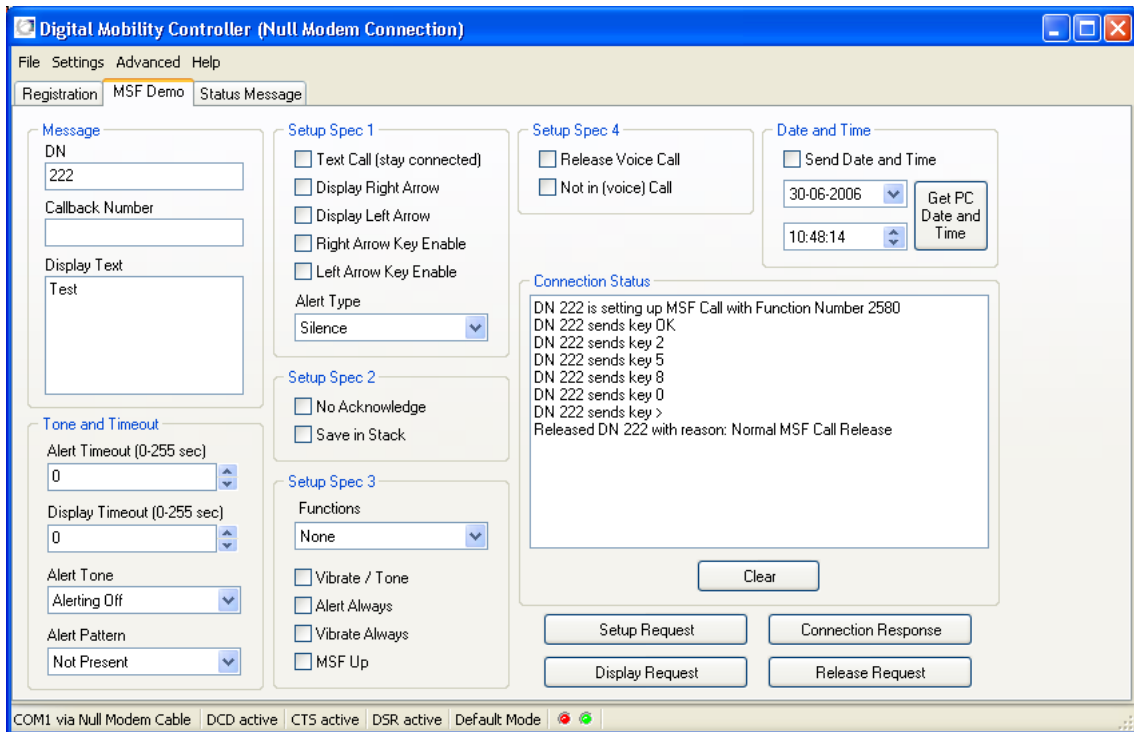 Digital Mobility Controller (Null Modem Connection)
File Settings Advanced Help
Registration MSF Demo Status Message
Message
DN
222
Callback Number
Display Text
Test
Tone and Timeout
Alert Timeout (0-255 sec)
0
Display Timeout (0-255 sec)
0
Alert Tone
Alerting Off
Alert Pattern
Not Present
Setup Spec 1
Text Call (stay connected)
Display Right Arrow
Display Left Arrow
Right Arrow Key Enable
Left Arrow Key Enable
Alert Type
Silence
Setup Spec 2
No Acknowledge
Save in Stack
Setup Spec 3
Functions
None
Vibrate / Tone
Alert Always
Vibrate Always
MSF Up
Setup Spec 4
Release Voice Call
Not in (voice) Call
Date and Time
Send Date and Time
30-06-2006
10:48:14
Get PC
Date and
Time
Connection Status
DN 222 is setting up MSF Call with Function Number 2580
DN 222 sends key OK
DN 222 sends key 2
DN 222 sends key 5
DN 222 sends key 8
DN 222 sends key 0
DN 222 sends key >
Released DN 222 with reason: Normal MSF Call Release
Clear
Setup Request
Connection Response
Display Request
Release Request
COM1 via Null Modem Cable DCD active CTS active DSR active Default Mode